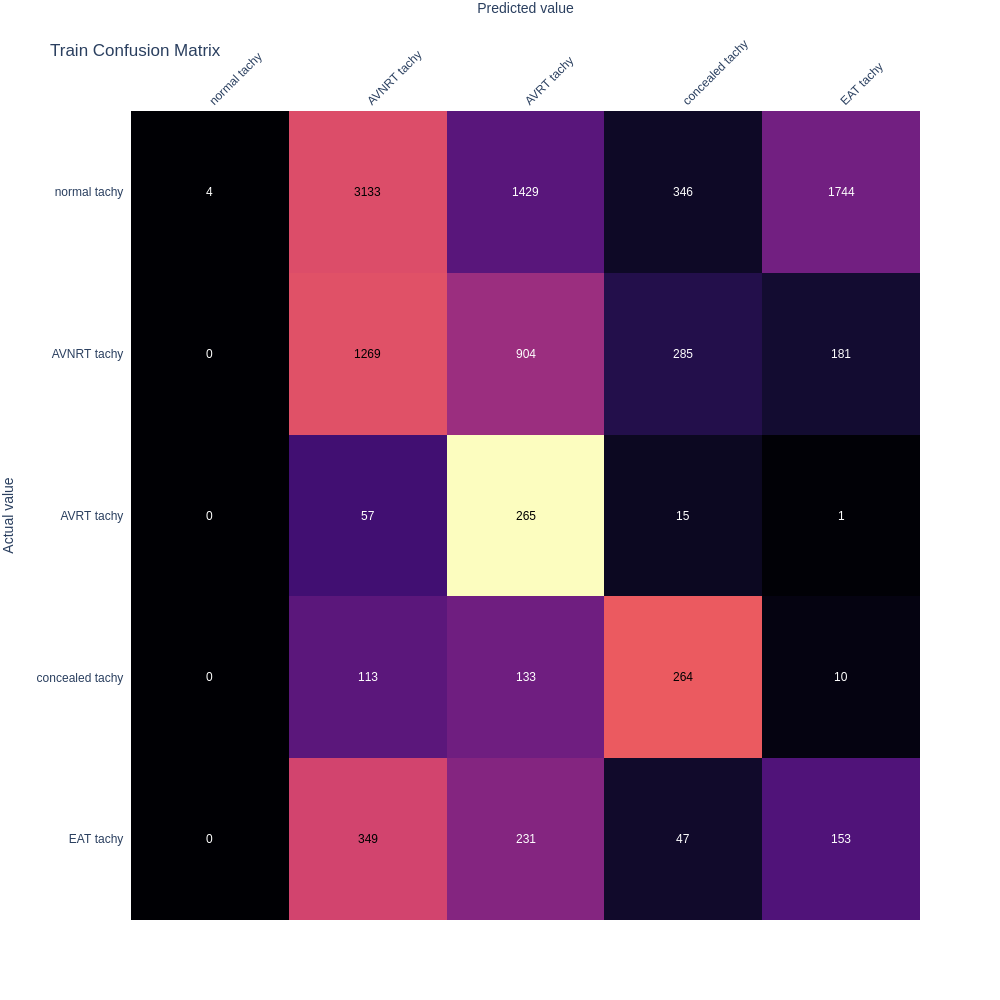 Predicted value
Train Confusion Matrix
normal tachy AVNRT tachy AVRT tachy concealed tachy EAT tachy
normal tachy 4 3133 1429 346 1744
AVNRT tachy 0 1269 904 285 181
AVRT tachy 0 57 265 15 1
concealed tachy 0 113 133 264 10
EAT tachy 0 349 231 47 153
Actual value